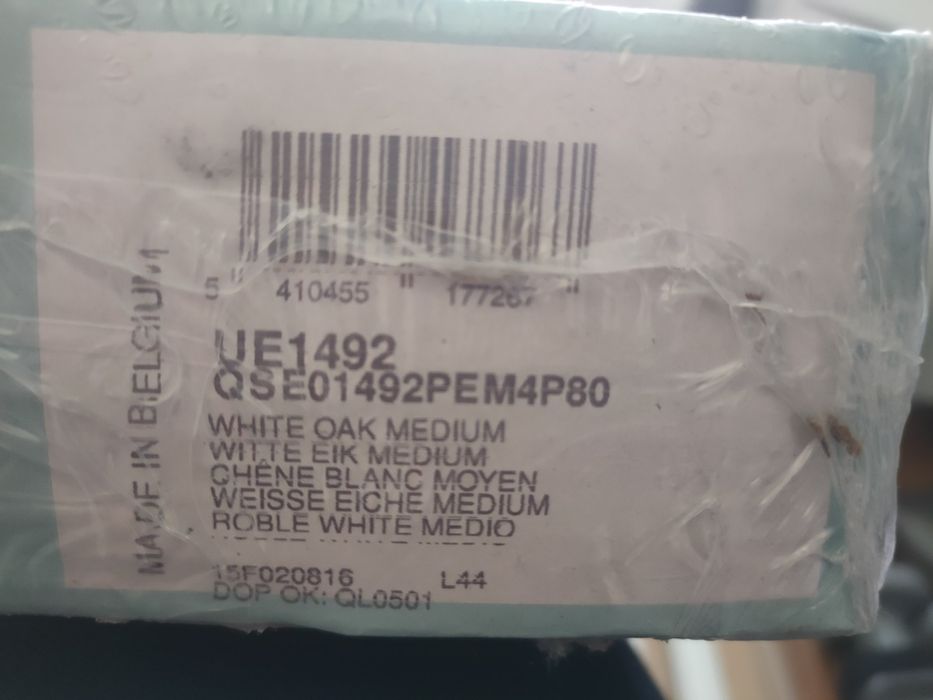 MADE IN BELGIUM
5 410455 177267
UE1492
QSE01492PEM4P80
WHITE OAK MEDIUM
WITTE EIK MEDIUM
CHÊNE BLANC MOYEN
WEISSE EICHE MEDIUM
ROBLE WHITE MEDIO
15F020816 L44
DOP OK: QL0501